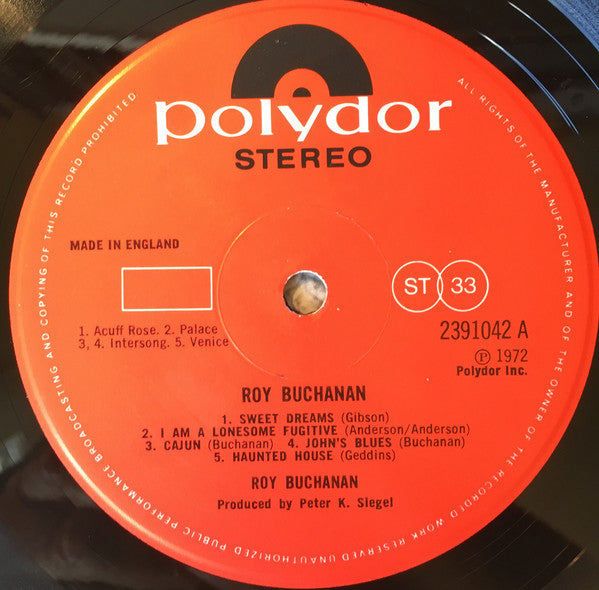 polydor
STEREO
MADE IN ENGLAND
ST 33
1. Acuff Rose. 2. Palace
3, 4. Intersong. 5. Venice
2391042 A
℗ 1972
Polydor Inc.
ROY BUCHANAN
1. SWEET DREAMS (Gibson)
2. I AM A LONESOME FUGITIVE (Anderson/Anderson)
3. CAJUN (Buchanan) 4. JOHN'S BLUES (Buchanan)
5. HAUNTED HOUSE (Geddins)
ROY BUCHANAN
Produced by Peter K. Siegel
ALL RIGHTS OF THE MANUFACTURER AND OF THE OWNER OF THE RECORDED WORK RESERVED UNAUTHORIZED PUBLIC PERFORMANCE BROADCASTING AND COPYING OF THIS RECORD PROHIBITED.